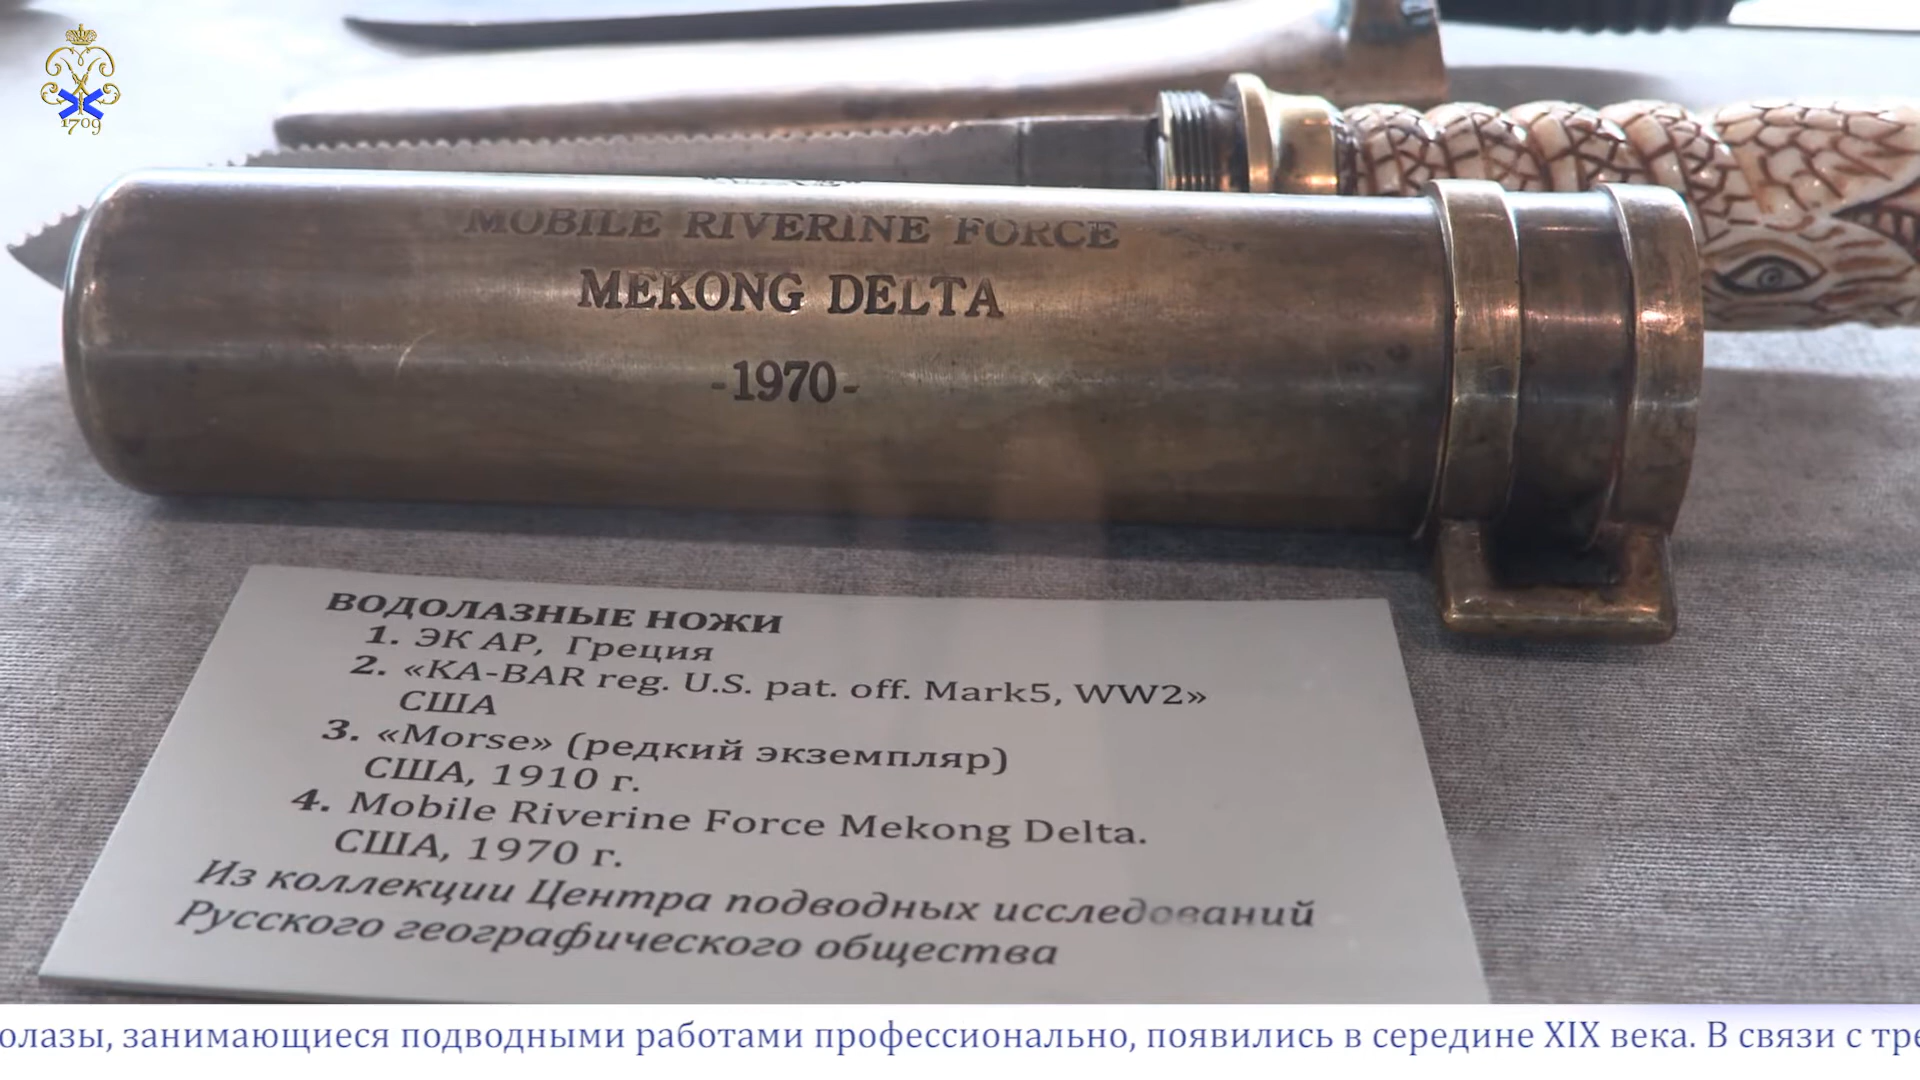 1709
MOBILE RIVERINE FORCE
MEKONG DELTA
-1970-
ВОДОЛАЗНЫЕ НОЖИ
1. ЭК АР, Греция
2. «KA-BAR reg. U.S. pat. off. Mark5, WW2»
США
3. «Morse» (редкий экземпляр)
США, 1910 г.
4. Mobile Riverine Force Mekong Delta.
США, 1970 г.
Из коллекции Центра подводных исследований
Русского географического общества
олазы, занимающиеся подводными работами профессионально, появились в середине XIX века. В связи с тре